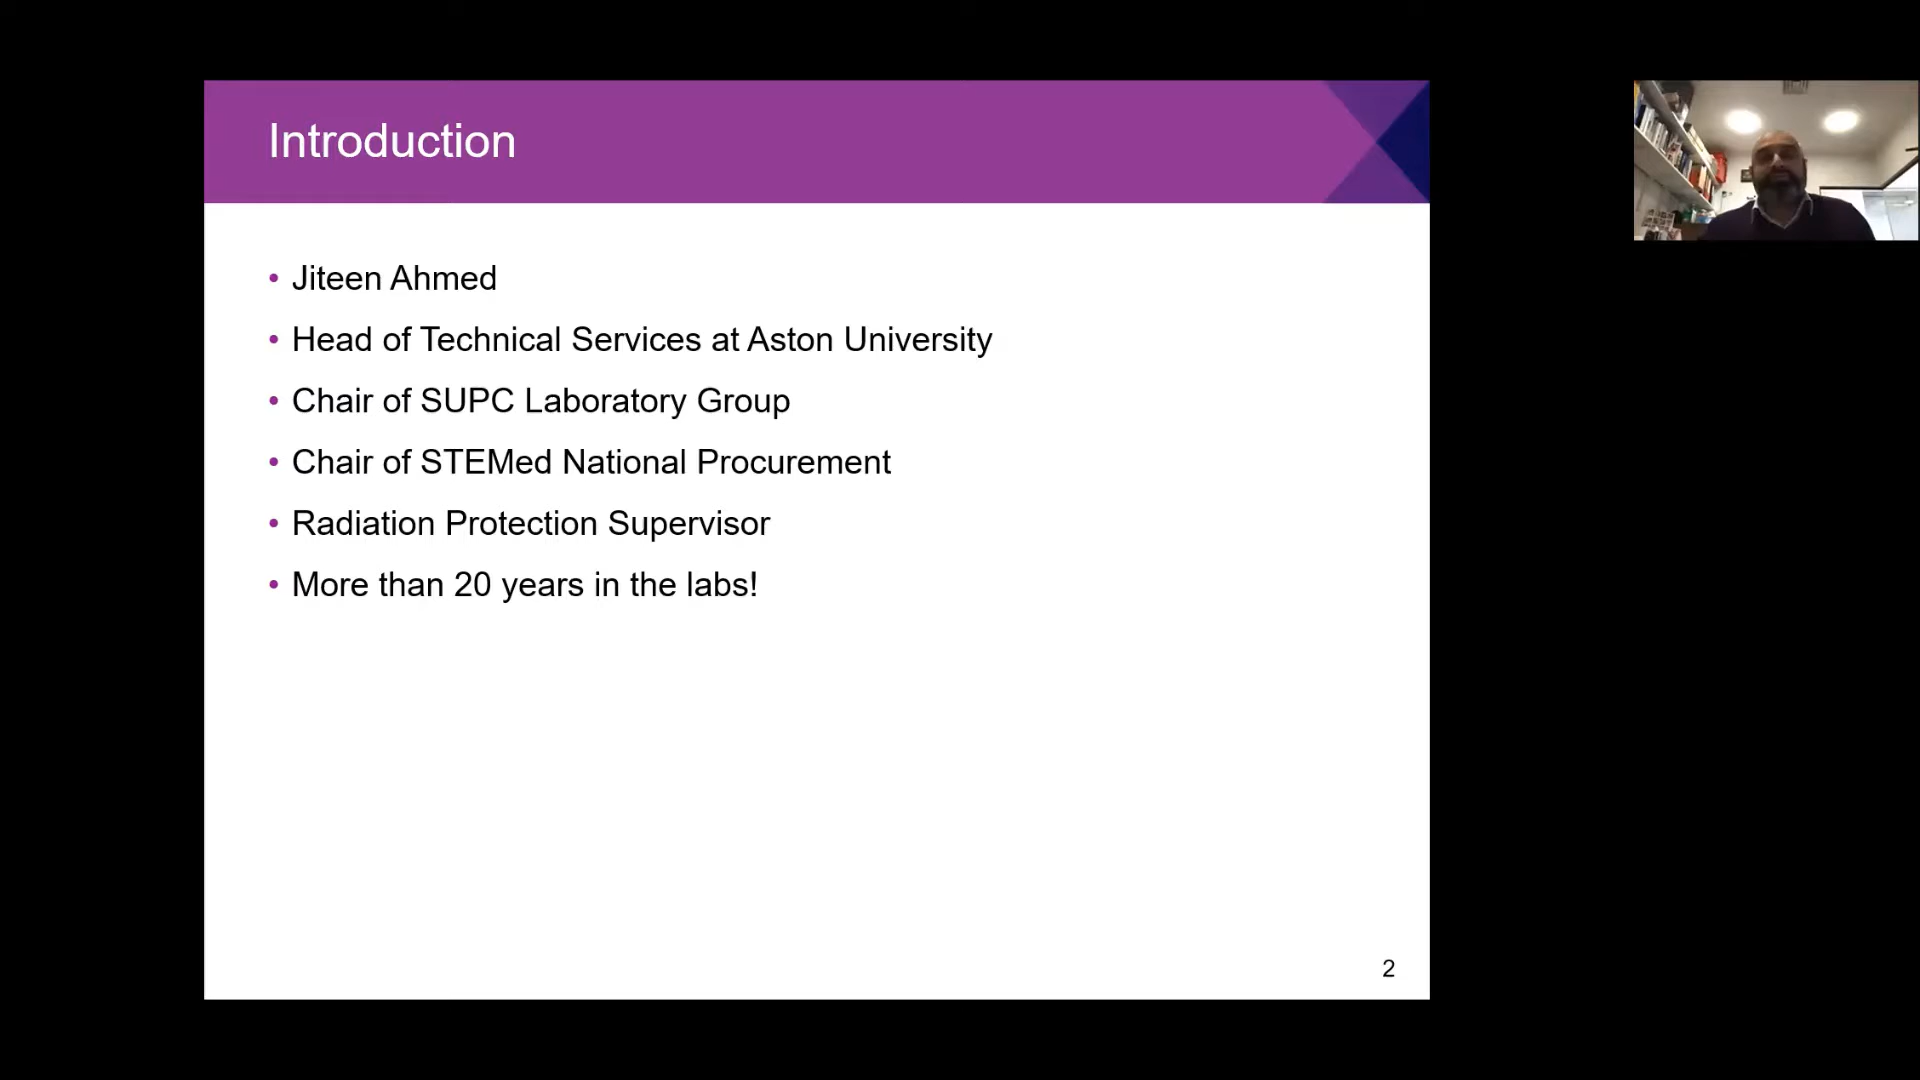 Introduction
• Jiteen Ahmed
• Head of Technical Services at Aston University
• Chair of SUPC Laboratory Group
• Chair of STEMed National Procurement
• Radiation Protection Supervisor
• More than 20 years in the labs!
2